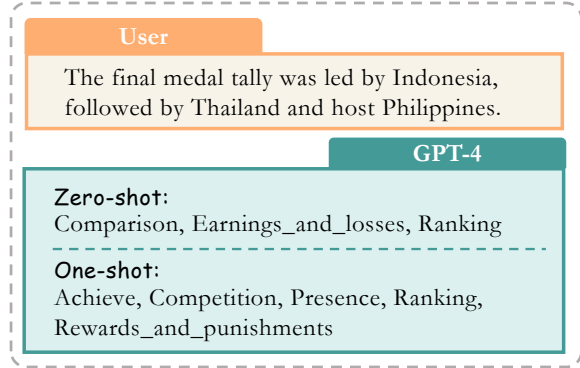 User
The final medal tally was led by Indonesia,
followed by Thailand and host Philippines.
GPT-4
Zero-shot:
Comparison, Earnings_and_losses, Ranking
One-shot:
Achieve, Competition, Presence, Ranking,
Rewards_and_punishments